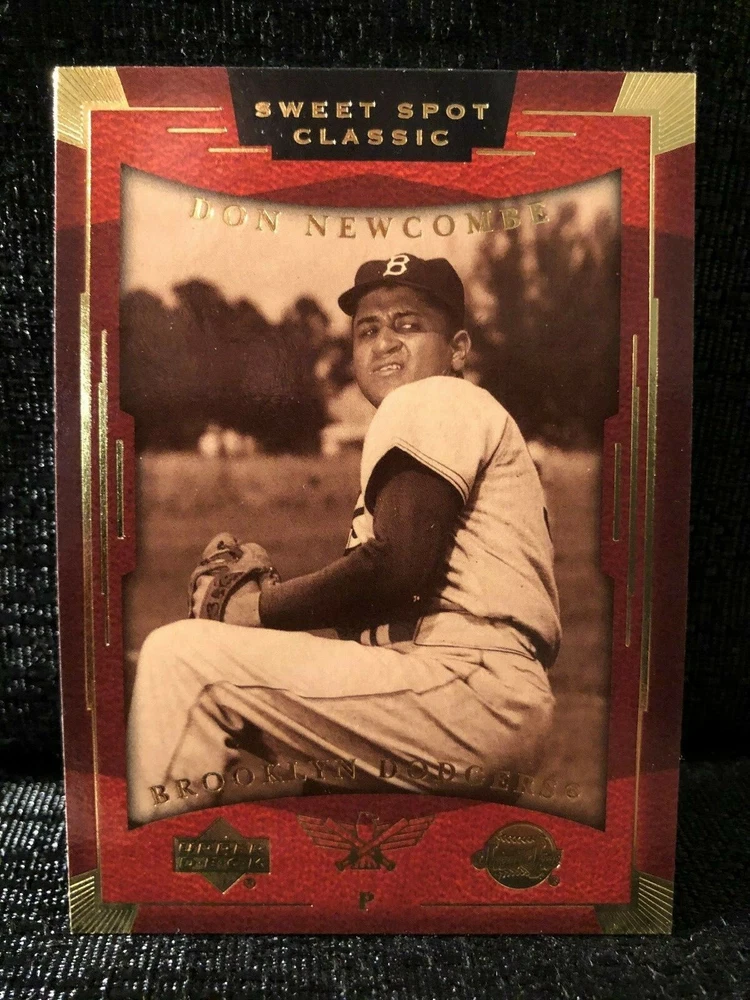 SWEET SPOT
CLASSIC
DON NEWCOMBE
B
BROOKLYN DODGERS®
UPPER
DECK
®
®
P